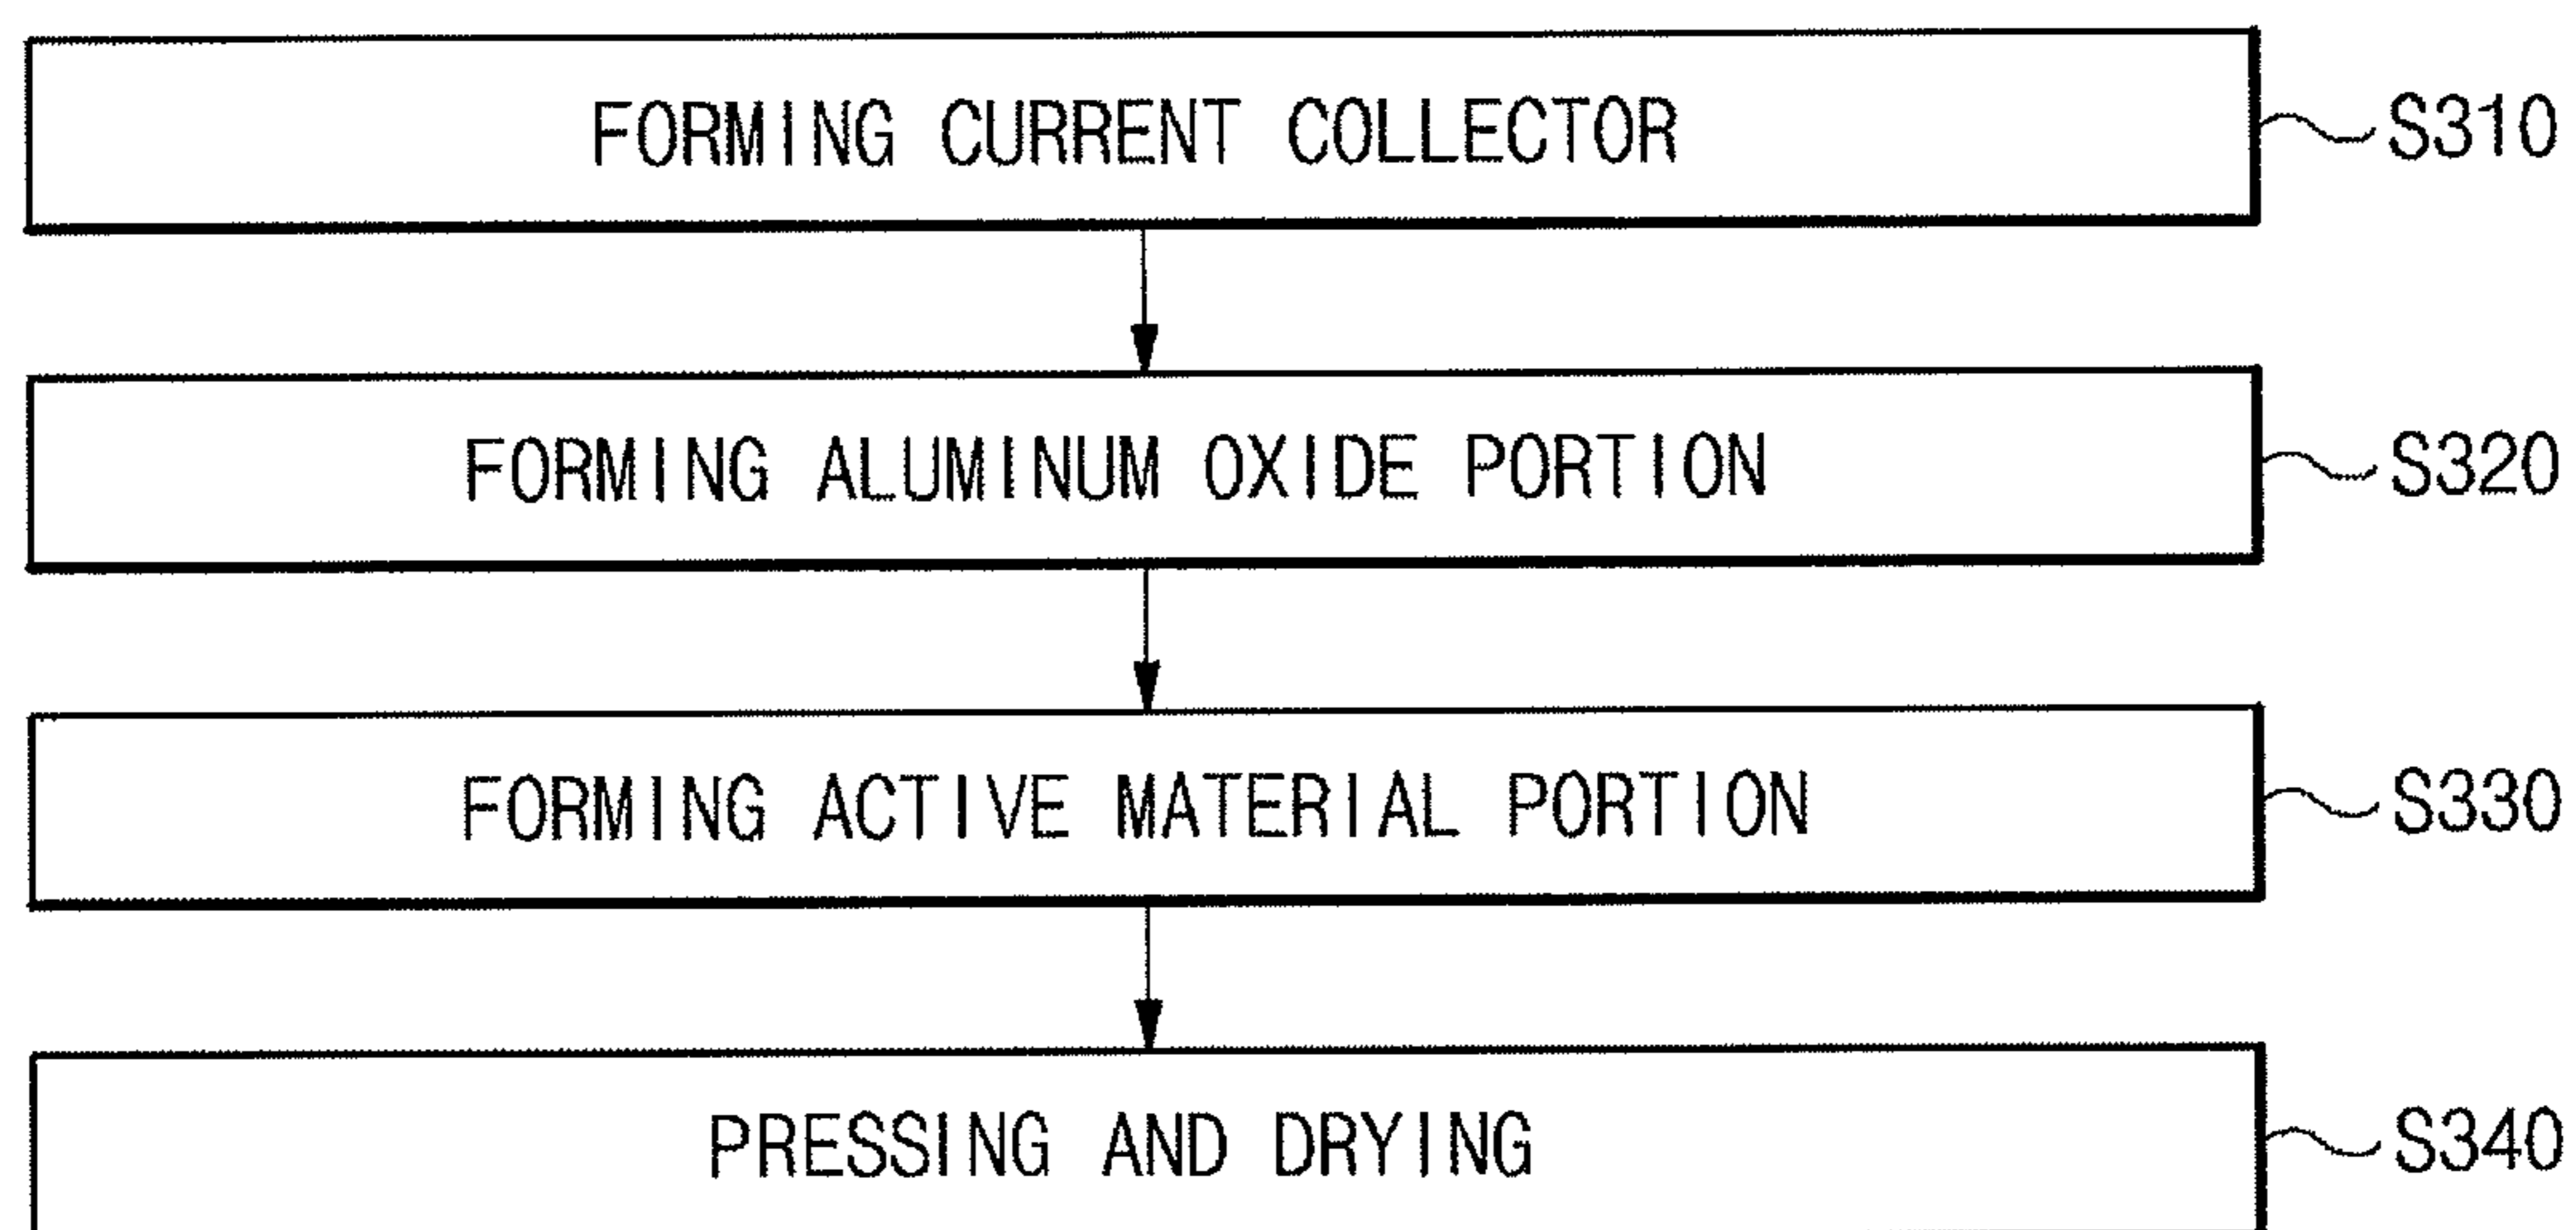 FORMING CURRENT COLLECTOR S310
FORMING ALUMINUM OXIDE PORTION S320
FORMING ACTIVE MATERIAL PORTION S330
PRESSING AND DRYING S340